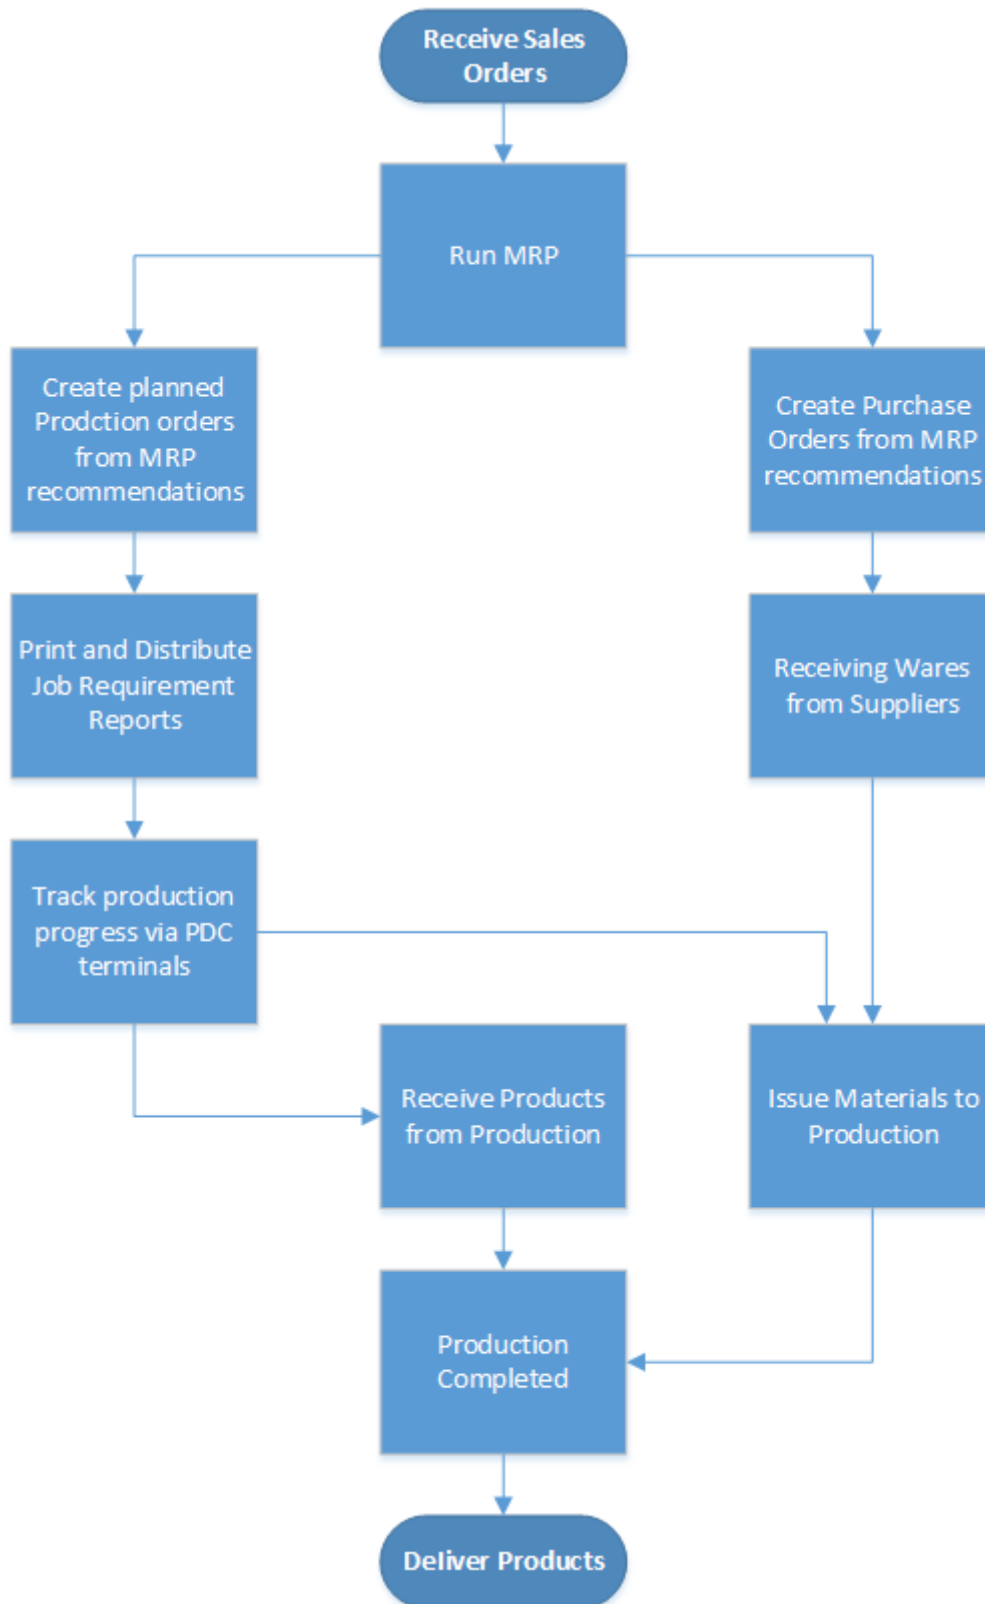 Receive Sales
Orders
Run MRP
Create planned
Prodction orders
from MRP
recommendations
Create Purchase
Orders from MRP
recommendations
Print and Distribute
Job Requirement
Reports
Receiving Wares
from Suppliers
Track production
progress via PDC
terminals
Receive Products
from Production
Issue Materials to
Production
Production
Completed
Deliver Products